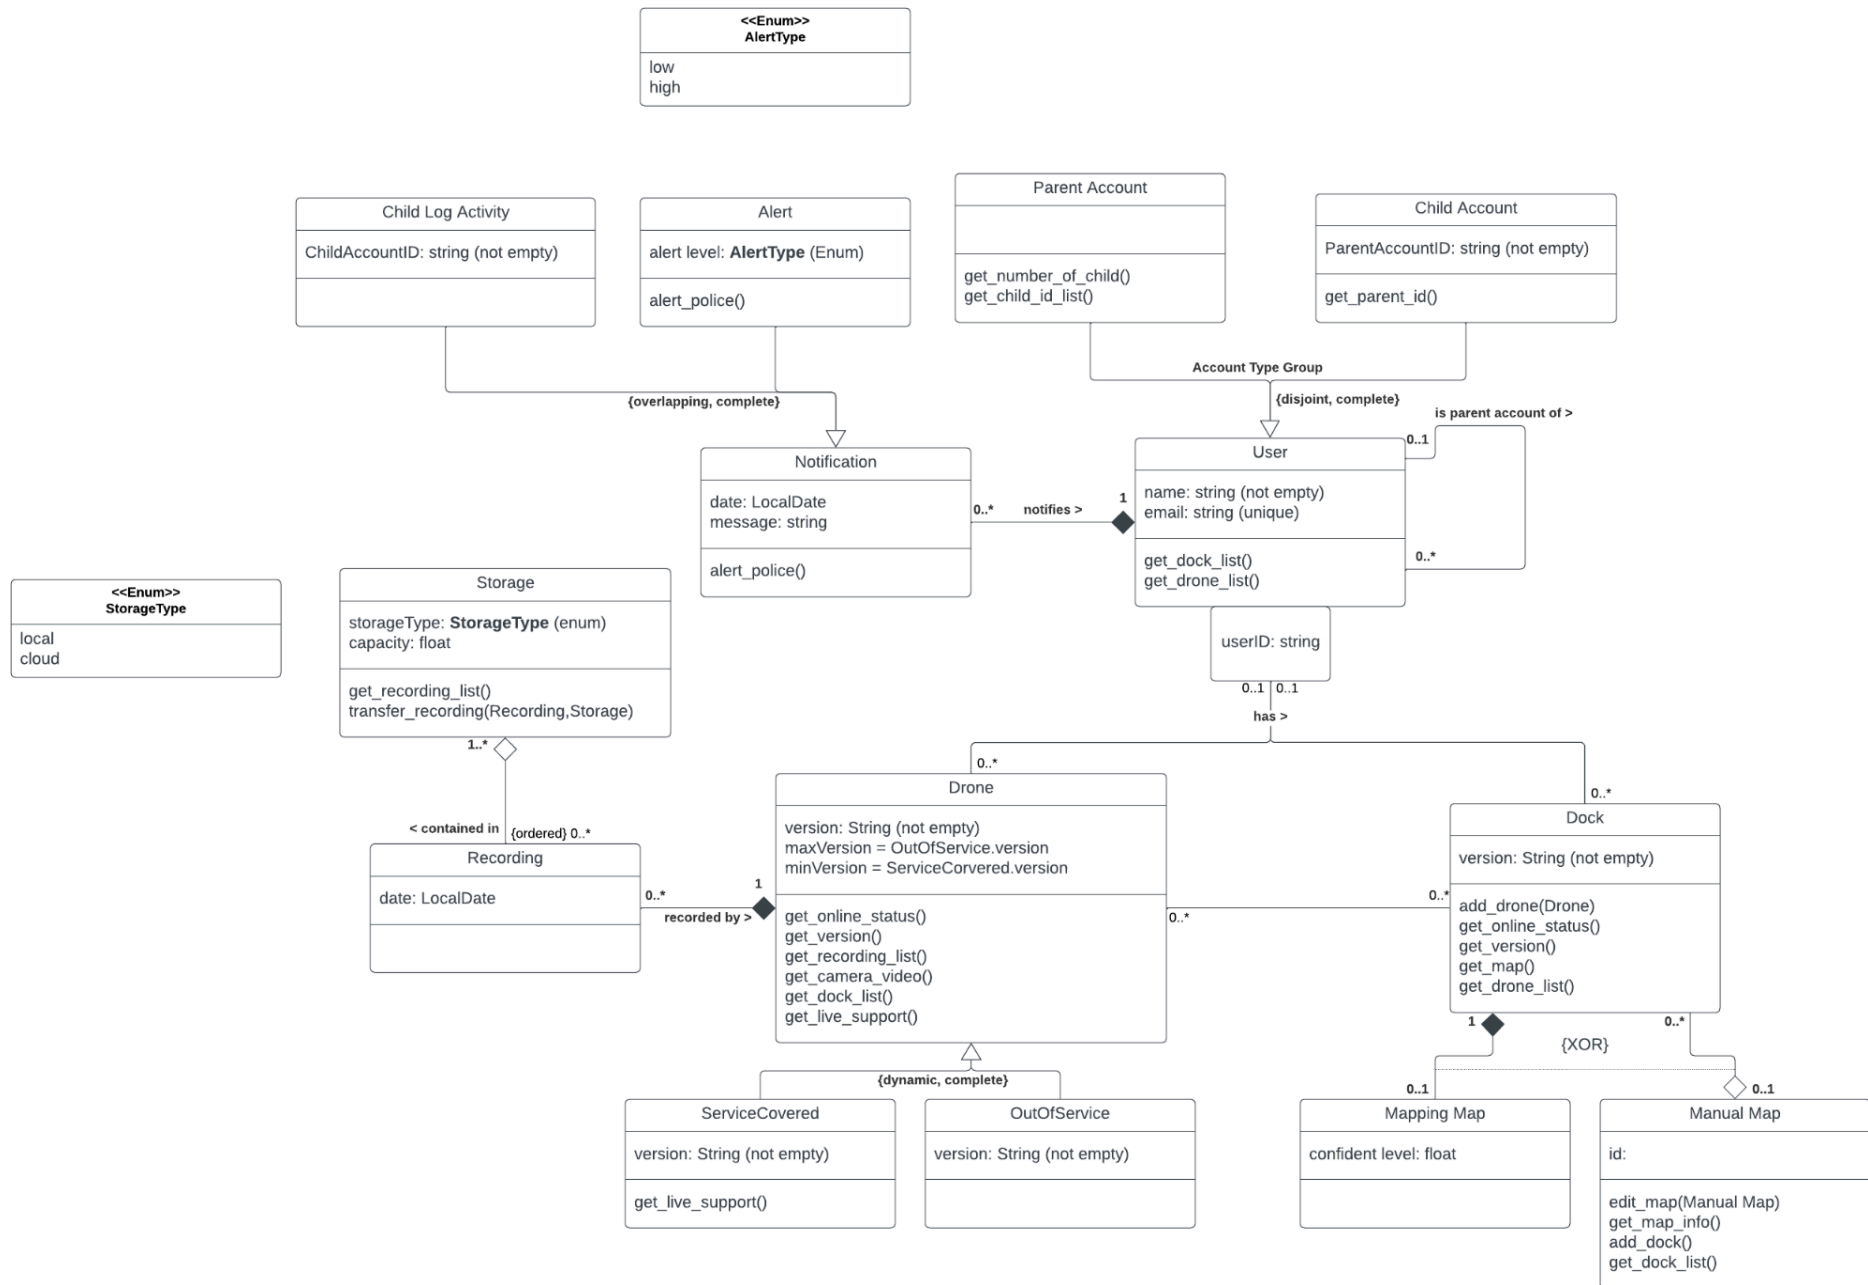 <<Enum>>
AlertType
low
high
Child Log Activity
ChildAccountID: string (not empty)
Alert
alert level: AlertType (Enum)
alert_police()
Parent Account
get_number_of_child()
get_child_id_list()
Child Account
ParentAccountID: string (not empty)
get_parent_id()
{overlapping, complete}
Account Type Group
{disjoint, complete}
is parent account of >
0..1
0..*
Notification
date: LocalDate
message: string
alert_police()
0..*
notifies >
1
User
name: string (not empty)
email: string (unique)
get_dock_list()
get_drone_list()
userID: string
0..1
0..1
has >
<<Enum>>
StorageType
local
cloud
Storage
storageType: StorageType (enum)
capacity: float
get_recording_list()
transfer_recording(Recording,Storage)
1..*
< contained in
{ordered} 0..*
Recording
date: LocalDate
0..*
recorded by >
1
0..*
Drone
version: String (not empty)
maxVersion = OutOfService.version
minVersion = ServiceCorvered.version
get_online_status()
get_version()
get_recording_list()
get_camera_video()
get_dock_list()
get_live_support()
0..*
0..*
0..*
Dock
version: String (not empty)
add_drone(Drone)
get_online_status()
get_version()
get_map()
get_drone_list()
1
0..*
{XOR}
0..1
0..1
{dynamic, complete}
ServiceCovered
version: String (not empty)
get_live_support()
OutOfService
version: String (not empty)
Mapping Map
confident level: float
Manual Map
id:
edit_map(Manual Map)
get_map_info()
add_dock()
get_dock_list()